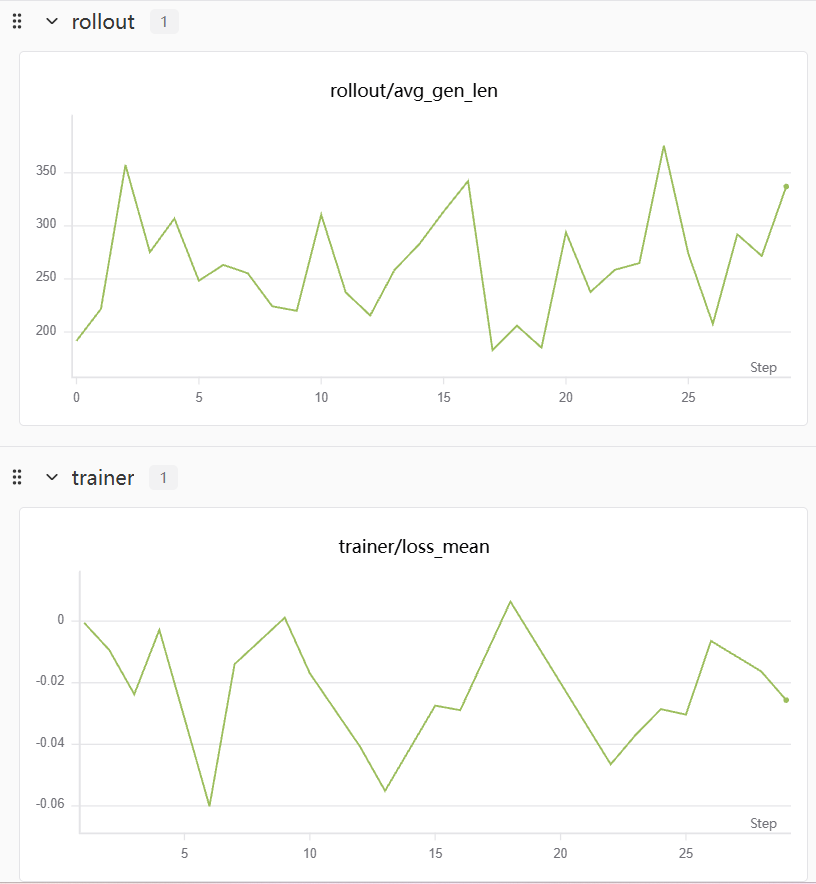 rollout 1
rollout/avg_gen_len
350
300
250
200
Step
0 5 10 15 20 25
trainer 1
trainer/loss_mean
0
-0.02
-0.04
-0.06
Step
5 10 15 20 25